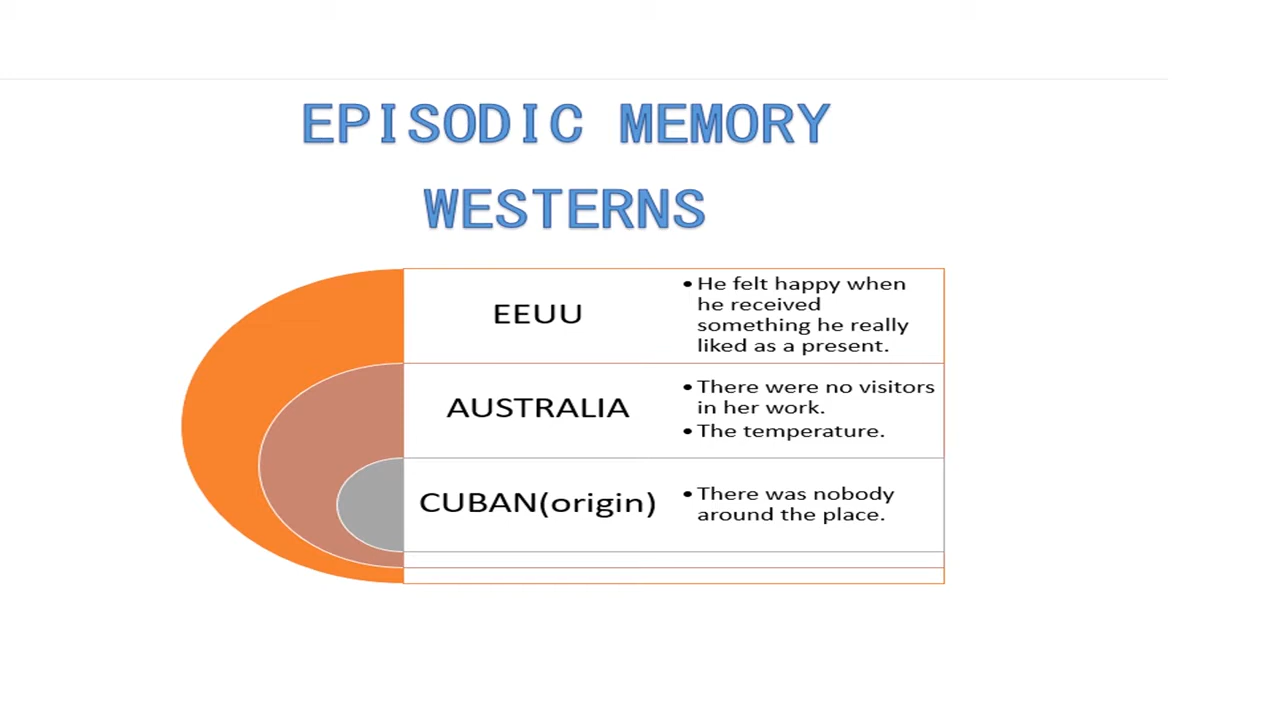 EPISODIC MEMORY
WESTERNS
EEUU
• He felt happy when
he received
something he really
liked as a present.
AUSTRALIA
• There were no visitors
in her work.
• The temperature.
CUBAN(origin)
• There was nobody
around the place.